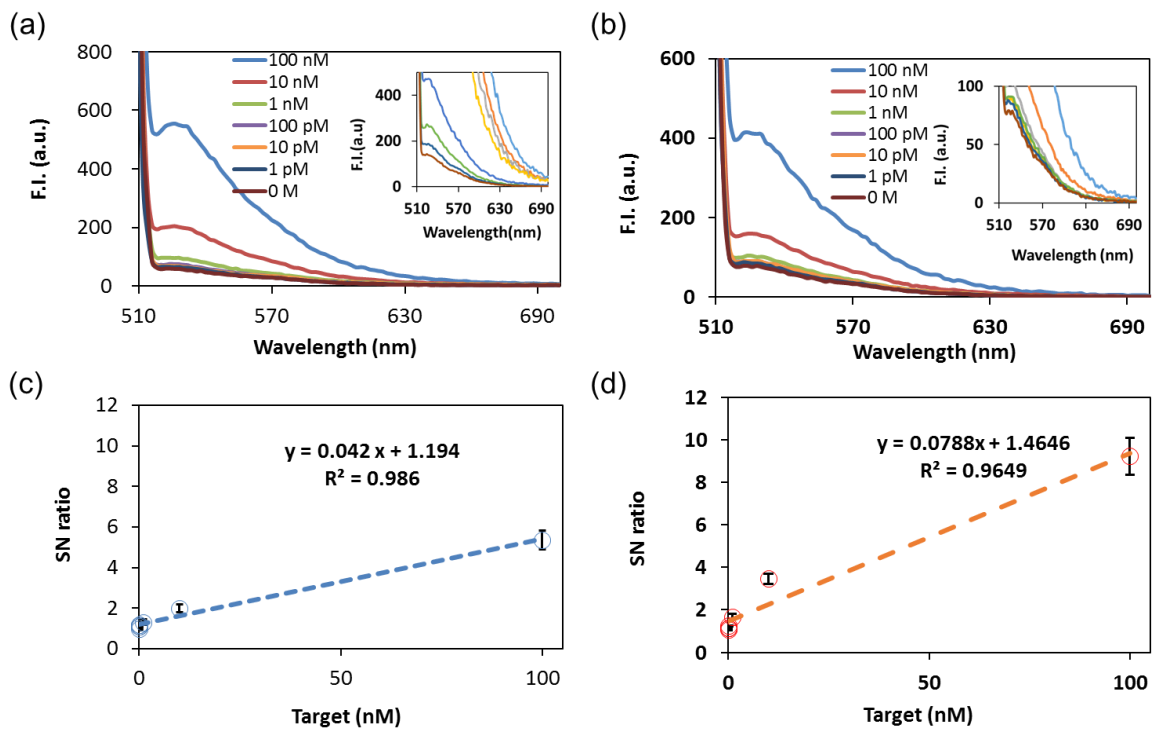 (a)
F.I. (a.u.)
800
600
400
200
0
510
570
630
690
Wavelength (nm)
100 nM
10 nM
1 nM
100 pM
10 pM
1 pM
0 M
F.I. (a.u)
400
200
0
510
570
630
690
Wavelength(nm)
(b)
F.I. (a.u.)
600
400
200
0
510
570
630
690
Wavelength (nm)
100 nM
10 nM
1 nM
100 pM
10 pM
1 pM
0 M
F.I. (a.u.)
100
50
0
510
570
630
690
Wavelength (nm)
(c)
SN ratio
12
10
8
6
4
2
0
0
50
100
Target (nM)
y = 0.042 x + 1.194
R² = 0.986
(d)
SN ratio
12
10
8
6
4
2
0
0
50
100
Target (nM)
y = 0.0788x + 1.4646
R² = 0.9649